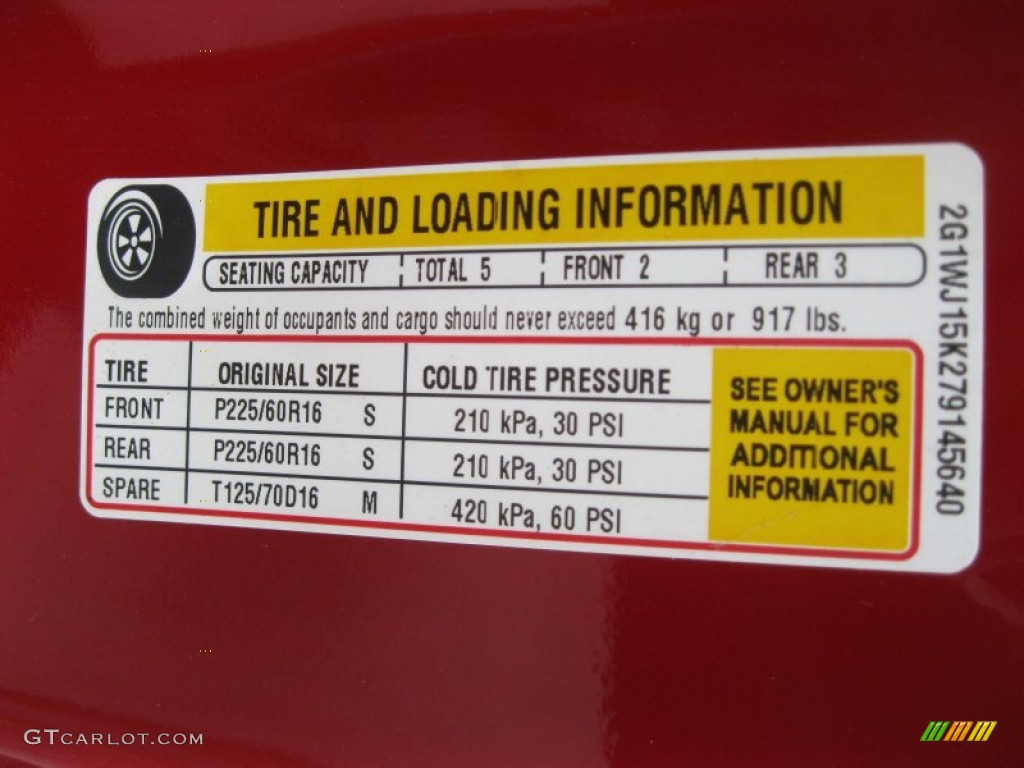 TIRE AND LOADING INFORMATION
SEATING CAPACITY TOTAL 5 FRONT 2 REAR 3
The combined weight of occupants and cargo should never exceed 416 kg or 917 lbs.
TIRE ORIGINAL SIZE COLD TIRE PRESSURE
FRONT P225/60R16 S 210 kPa, 30 PSI
REAR P225/60R16 S 210 kPa, 30 PSI
SPARE T125/70D16 M 420 kPa, 60 PSI
SEE OWNER'S
MANUAL FOR
ADDITIONAL
INFORMATION
2G1WJ15K279145640
GTCARLOT.COM